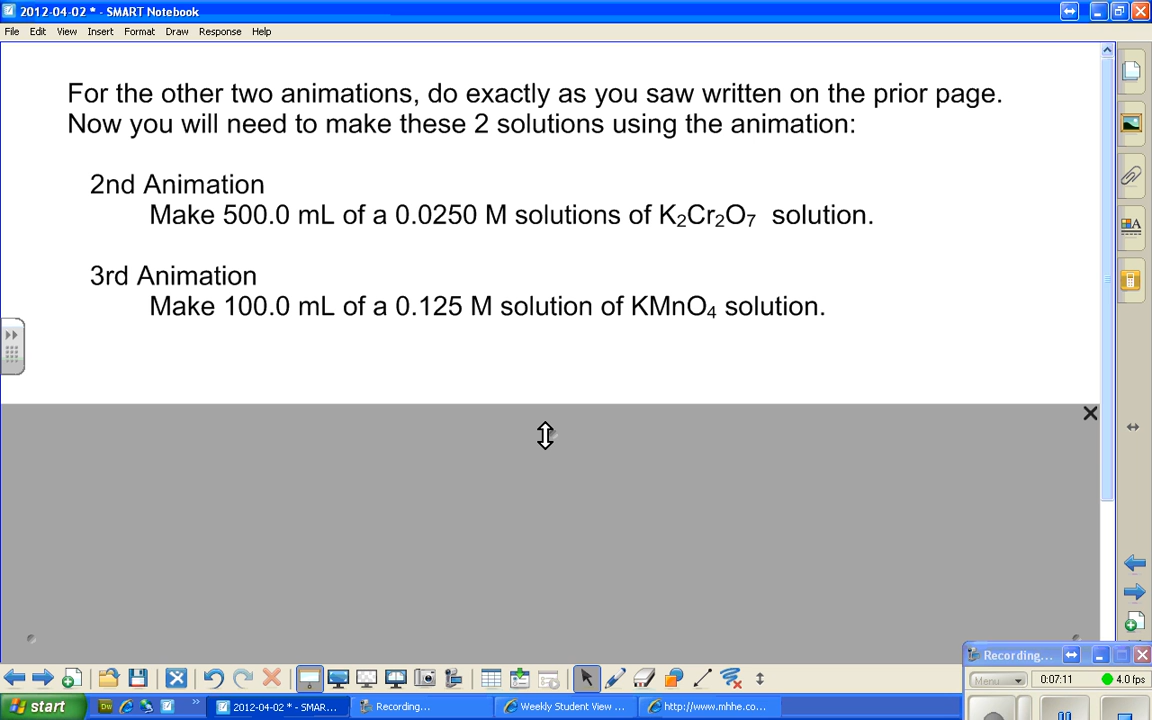 2012-04-02 * - SMART Notebook
File Edit View Insert Format Draw Response Help
For the other two animations, do exactly as you saw written on the prior page.
Now you will need to make these 2 solutions using the animation:
2nd Animation
Make 500.0 mL of a 0.0250 M solutions of K₂Cr₂O₇ solution.
3rd Animation
Make 100.0 mL of a 0.125 M solution of KMnO₄ solution.
Recording...
Menu 0:07:11 4.0 fps
start Dw 2012-04-02 * - SMAR... Recording... Weekly Student View ... http://www.mhhe.co...